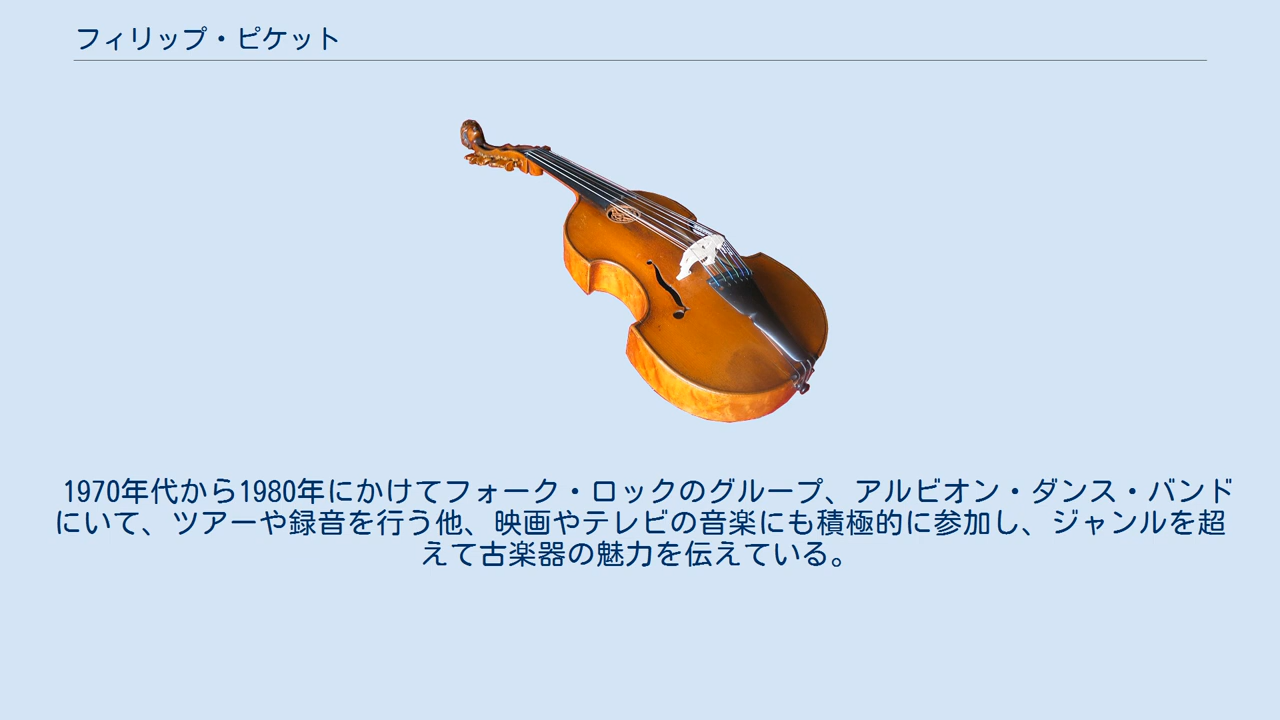 フィリップ・ピケット
1970年代から1980年にかけてフォーク・ロックのグループ、アルビオン・ダンス・バンド
にいて、ツアーや録音を行う他、映画やテレビの音楽にも積極的に参加し、ジャンルを超
えて古楽器の魅力を伝えている。